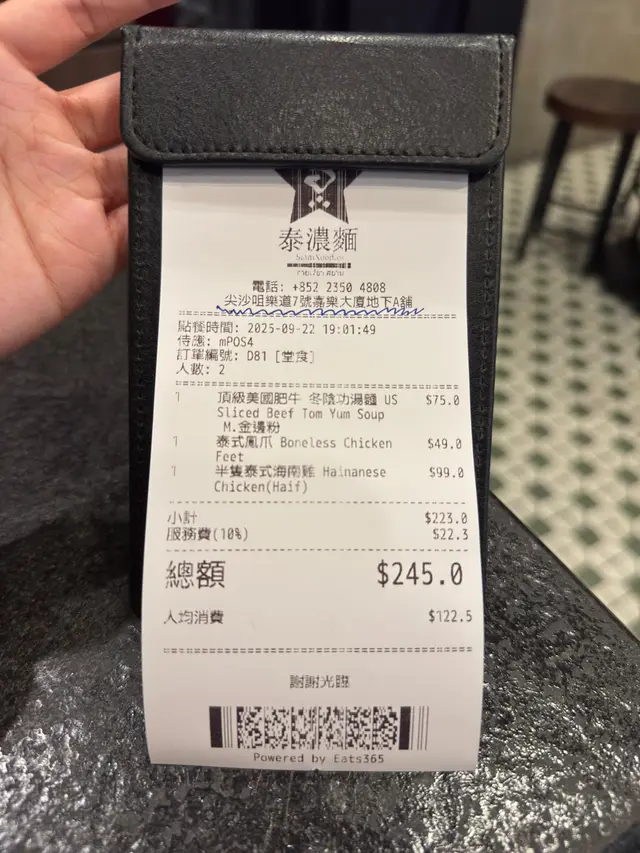 泰濃麵
電話: +852 2350 4808
尖沙咀樂道7號嘉樂大廈地下A舖
點餐時間: 2025-09-22 19:01:49
侍應: mPOS4
訂單編號: D81 [堂食]
人數: 2
1 頂級美國肥牛 冬陰功湯麵 US $75.0
Sliced Beef Tom Yum Soup
M.金邊粉
1 泰式鳳爪 Boneless Chicken $49.0
Feet
1 半隻泰式海南雞 Hainanese $99.0
Chicken(Haif)
小計 $223.0
服務費(10%) $22.3
總額 $245.0
人均消費 $122.5
謝謝光臨
Powered by Eats365